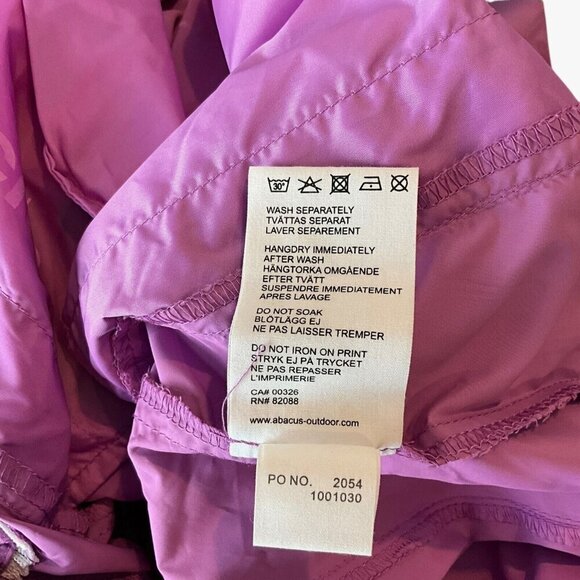 30°
WASH SEPARATELY
TVÄTTAS SEPARAT
LAVER SEPAREMENT
HANGDRY IMMEDIATELY
AFTER WASH
HÄNGTORKA OMGÅENDE
EFTER TVÄTT
SUSPENDRE IMMEDIATEMENT
APRES LAVAGE
DO NOT SOAK
BLÖTLÄGG EJ
NE PAS LAISSER TREMPER
DO NOT IRON ON PRINT
STRYK EJ PÅ TRYCKET
NE PAS REPASSER
L'IMPRIMERIE
CA# 00326
RN# 82088
www.abacus-outdoor.com
PO NO. 2054
1001030